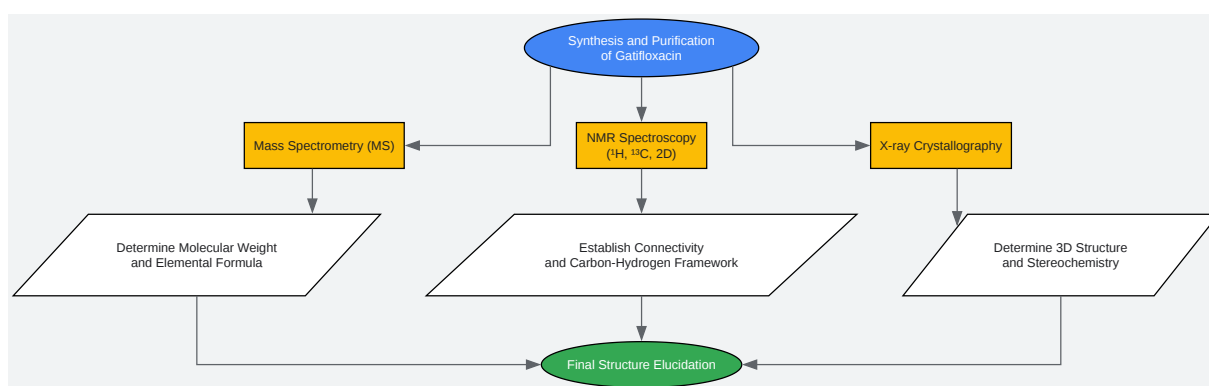 Synthesis and Purification
of Gatifloxacin
Mass Spectrometry (MS)
NMR Spectroscopy
(¹H, ¹³C, 2D)
X-ray Crystallography
Determine Molecular Weight
and Elemental Formula
Establish Connectivity
and Carbon-Hydrogen Framework
Determine 3D Structure
and Stereochemistry
Final Structure Elucidation